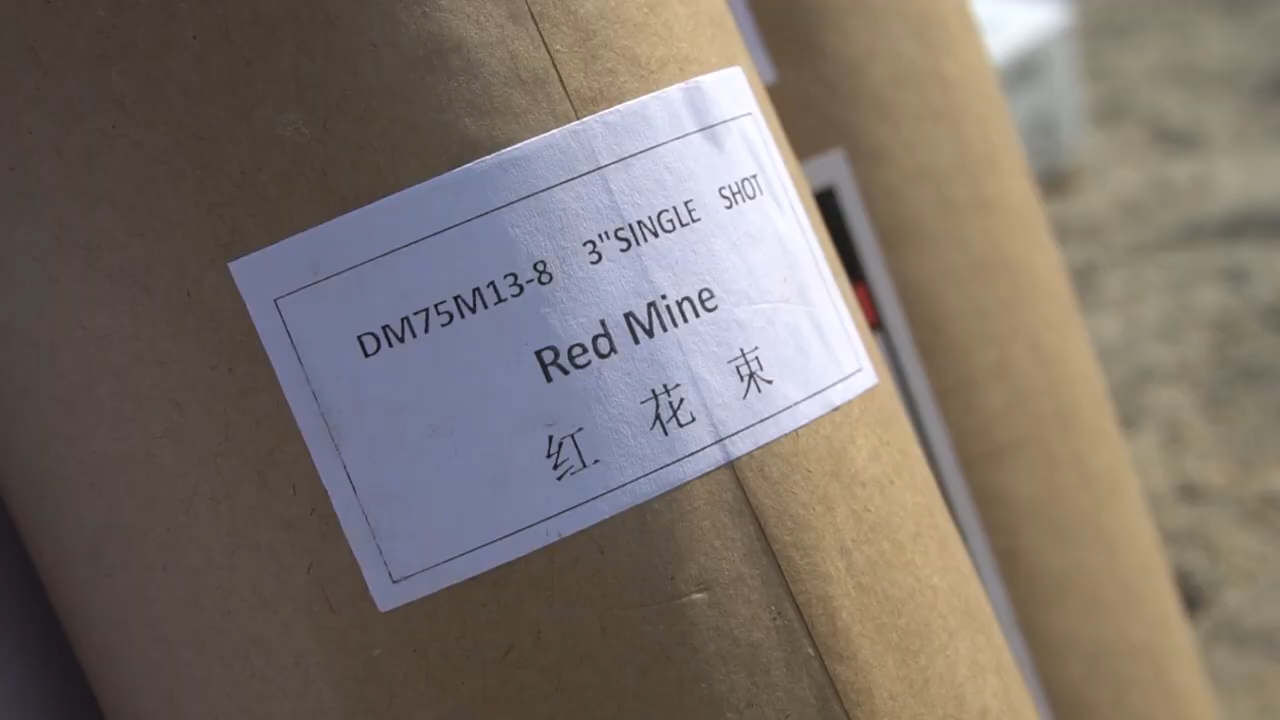 DM75M13-8 3"SINGLE SHOT
Red Mine
红 花 束